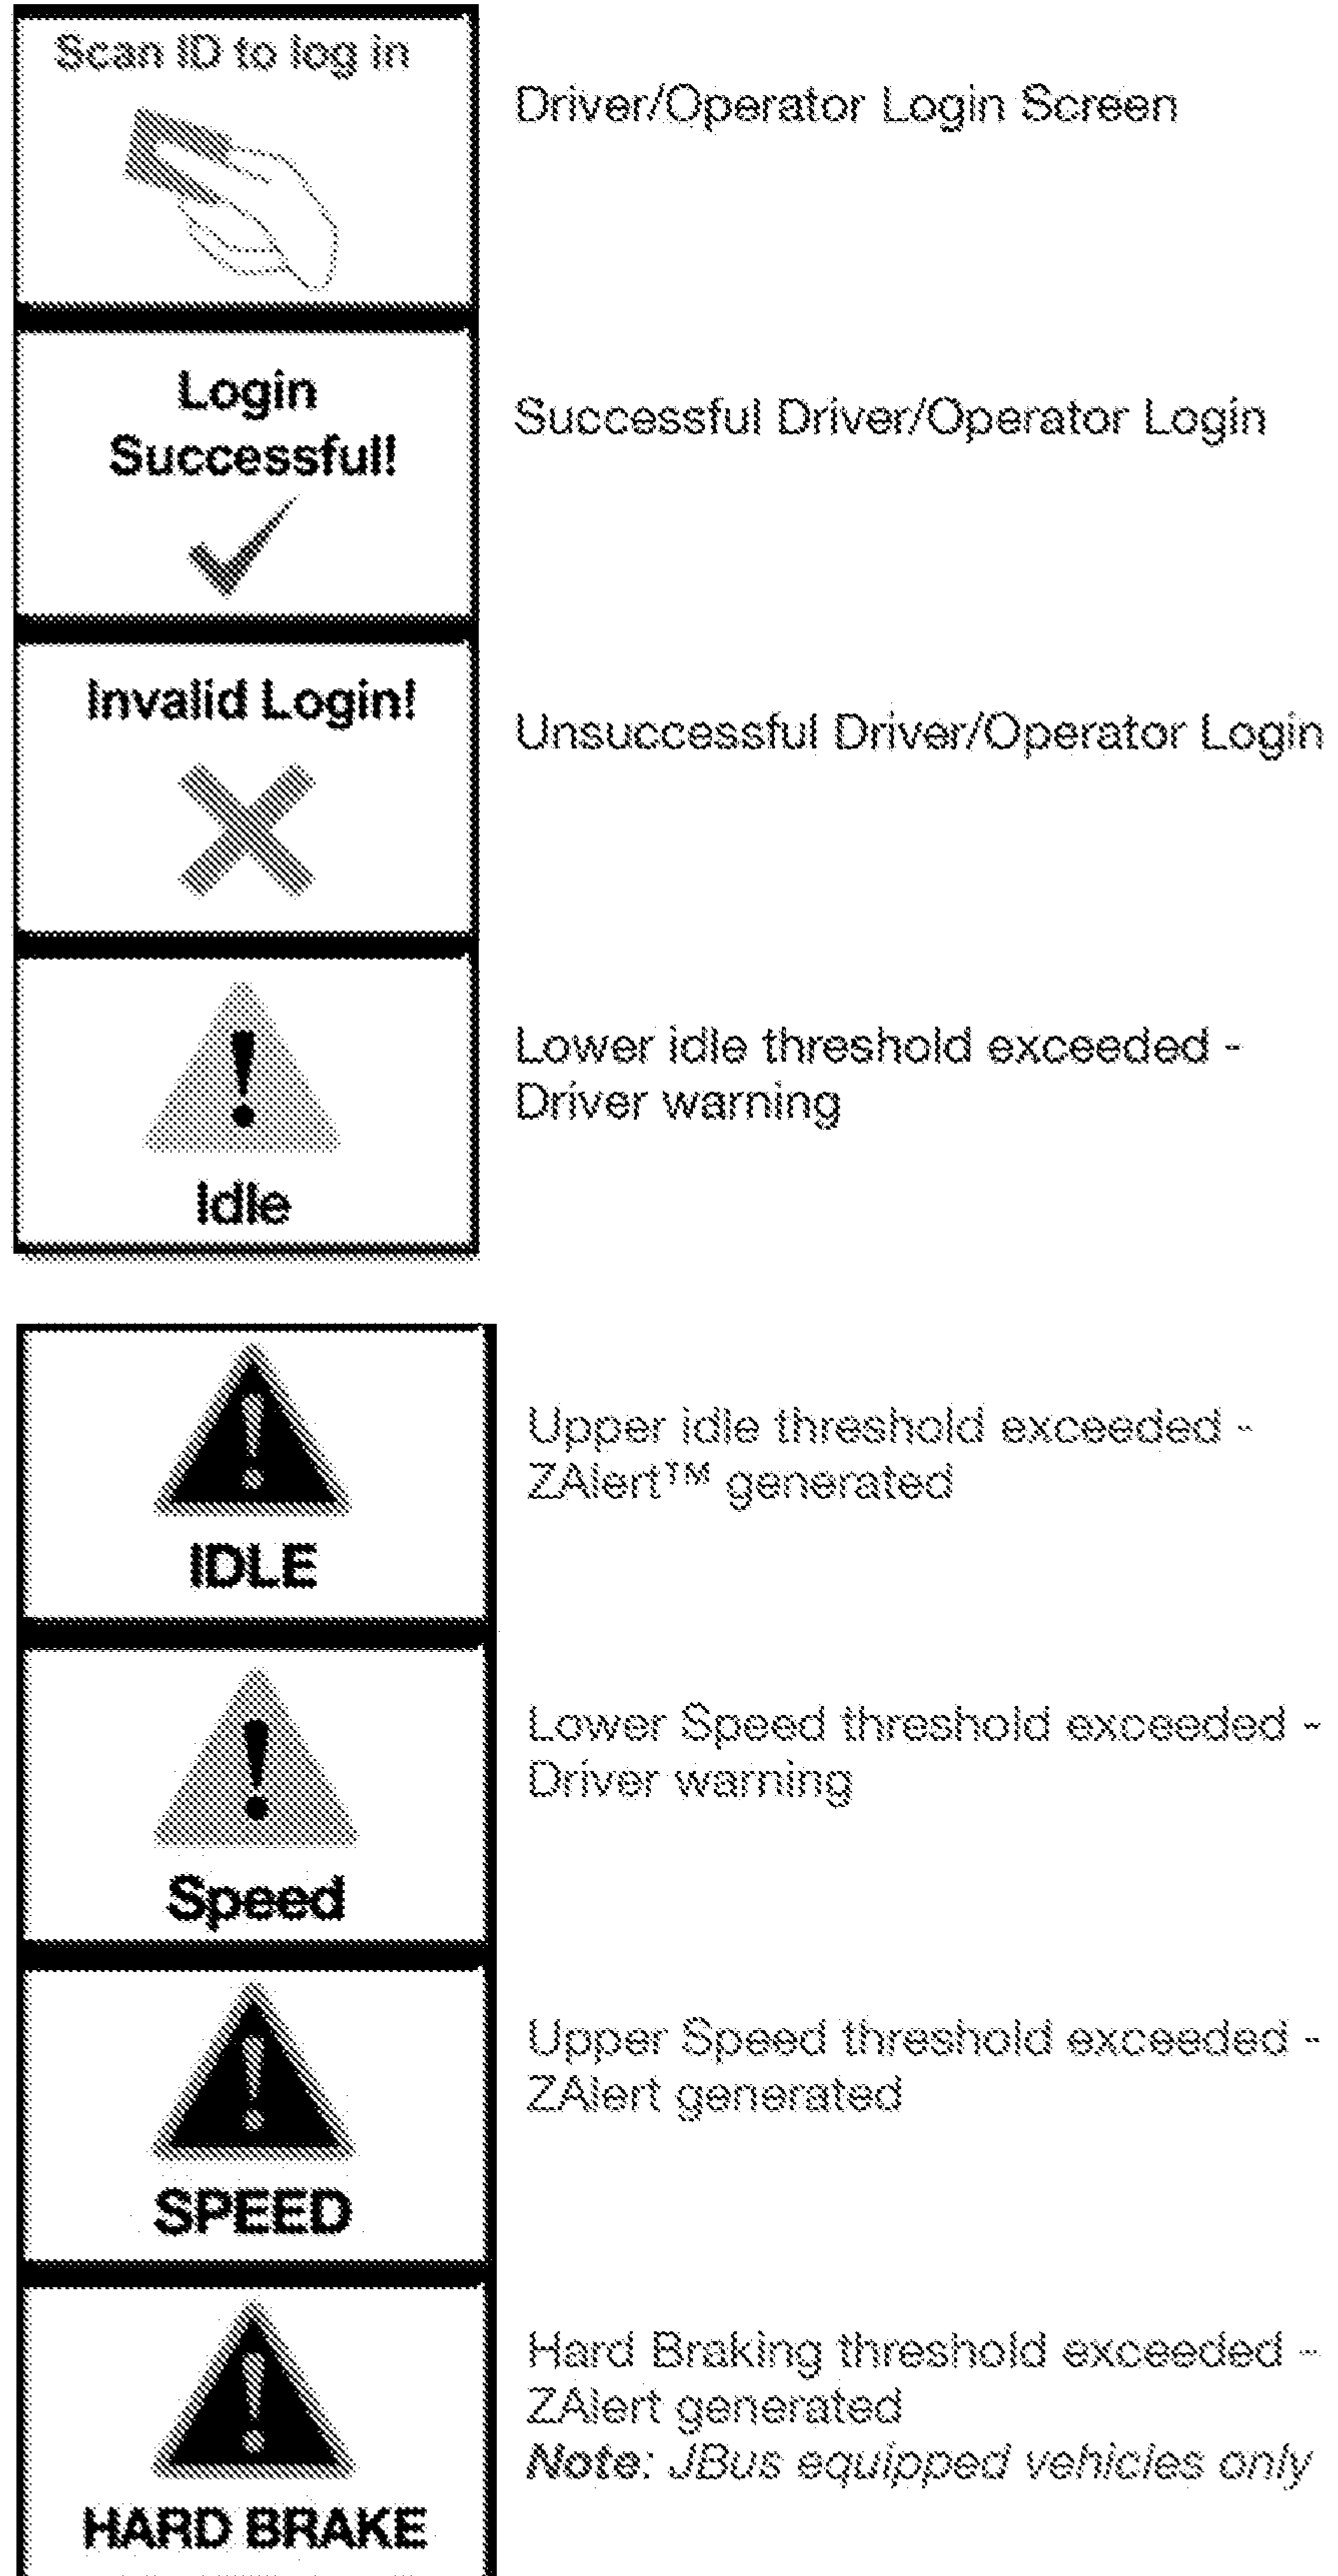 Scan ID to log in
Driver/Operator Login Screen
Login
Successful!
Successful Driver/Operator Login
Invalid Login!
Unsuccessful Driver/Operator Login
!
Idle
Lower idle threshold exceeded -
Driver warning
!
IDLE
Upper idle threshold exceeded -
ZAlert™ generated
!
Speed
Lower Speed threshold exceeded -
Driver warning
!
SPEED
Upper Speed threshold exceeded -
ZAlert generated
!
HARD BRAKE
Hard Braking threshold exceeded -
ZAlert generated
Note: JBus equipped vehicles only